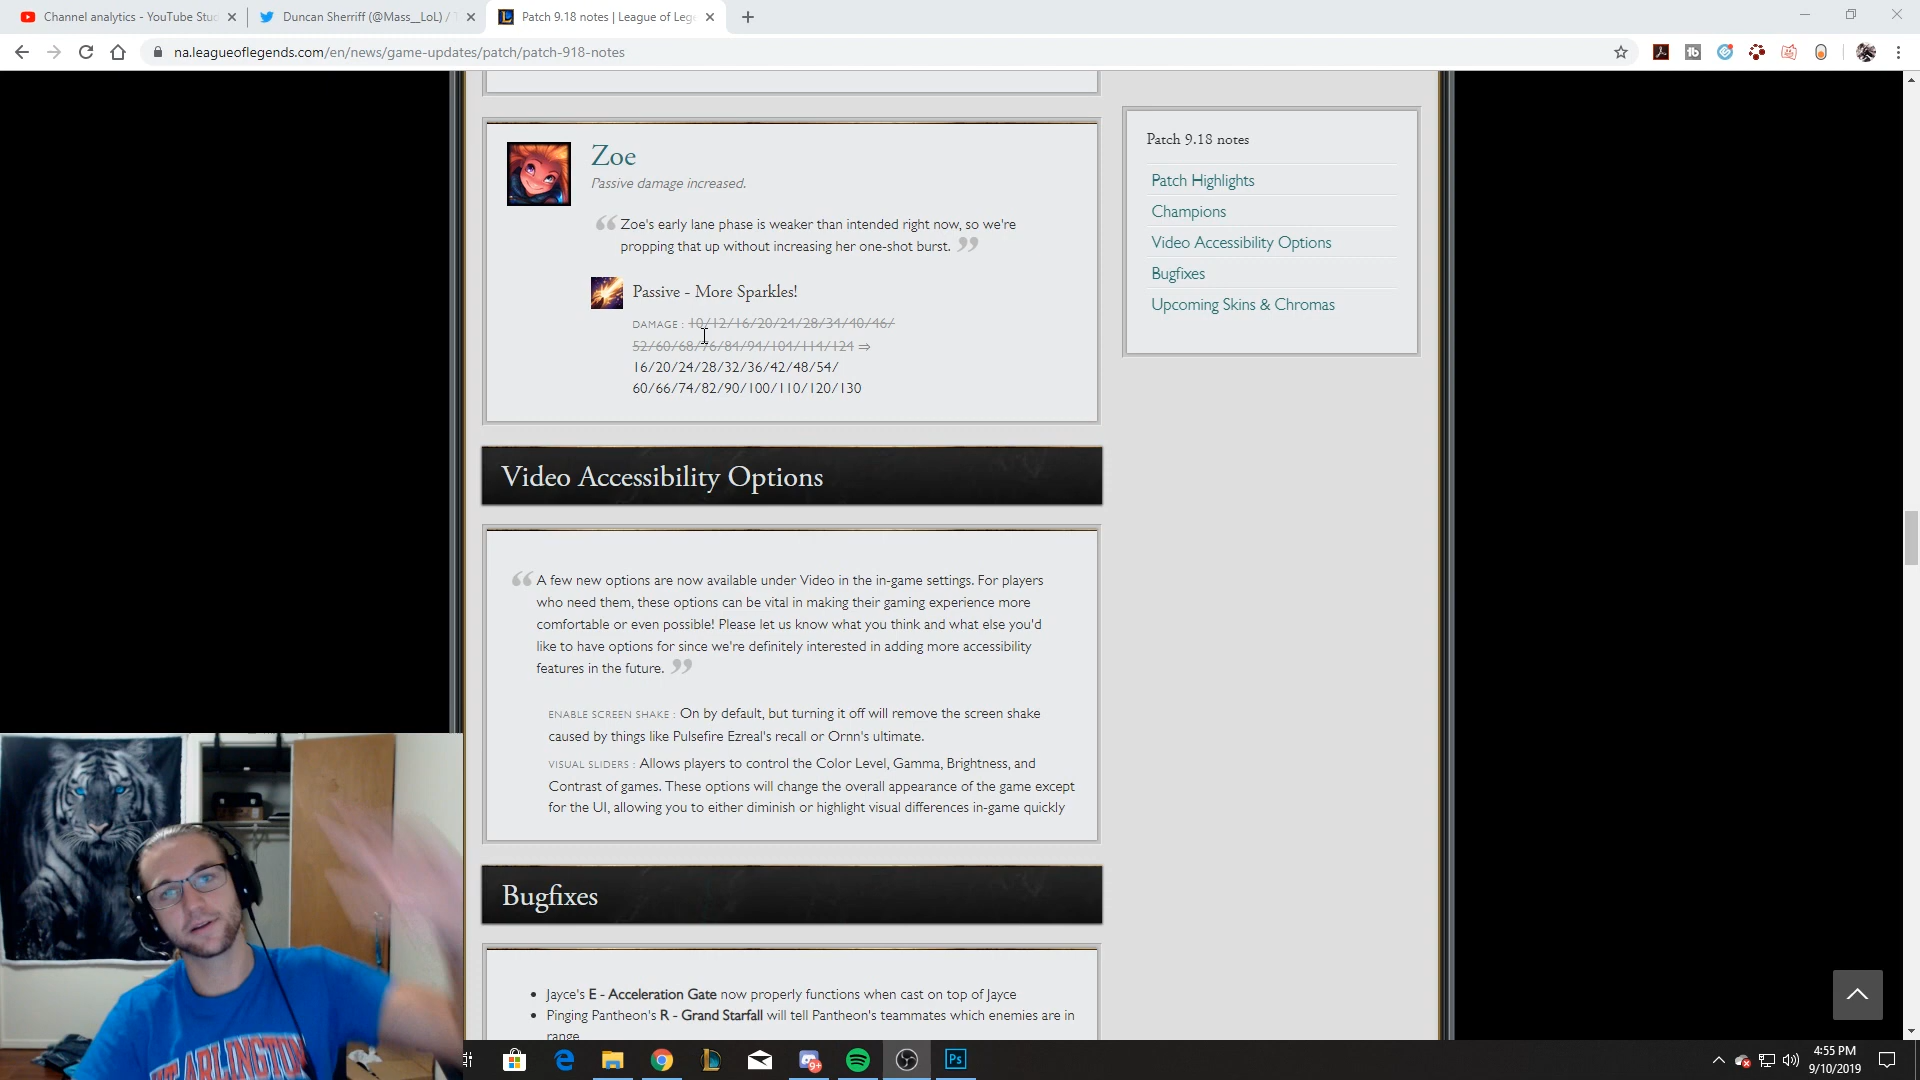 Channel analytics - YouTube Stu
Duncan Sherriff (@Mass__LoL) / T
Patch 9.18 notes | League of Leg
na.leagueoflegends.com/en/news/game-updates/patch/patch-918-notes
Zoe
Passive damage increased.
Zoe's early lane phase is weaker than intended right now, so we're
propping that up without increasing her one-shot burst.
Passive - More Sparkles!
DAMAGE : 10/12/16/20/24/28/34/40/46/
52/60/68/76/84/94/104/114/124 ⇒
16/20/24/28/32/36/42/48/54/
60/66/74/82/90/100/110/120/130
Video Accessibility Options
A few new options are now available under Video in the in-game settings. For players
who need them, these options can be vital in making their gaming experience more
comfortable or even possible! Please let us know what you think and what else you'd
like to have options for since we're definitely interested in adding more accessibility
features in the future.
ENABLE SCREEN SHAKE : On by default, but turning it off will remove the screen shake
caused by things like Pulsefire Ezreal's recall or Ornn's ultimate.
VISUAL SLIDERS : Allows players to control the Color Level, Gamma, Brightness, and
Contrast of games. These options will change the overall appearance of the game except
for the UI, allowing you to either diminish or highlight visual differences in-game quickly
Bugfixes
• Jayce's E - Acceleration Gate now properly functions when cast on top of Jayce
• Pinging Pantheon's R - Grand Starfall will tell Pantheon's teammates which enemies are in
range
Patch 9.18 notes
Patch Highlights
Champions
Video Accessibility Options
Bugfixes
Upcoming Skins & Chromas
ARLINGTON
9+
Ps
4:55 PM
9/10/2019